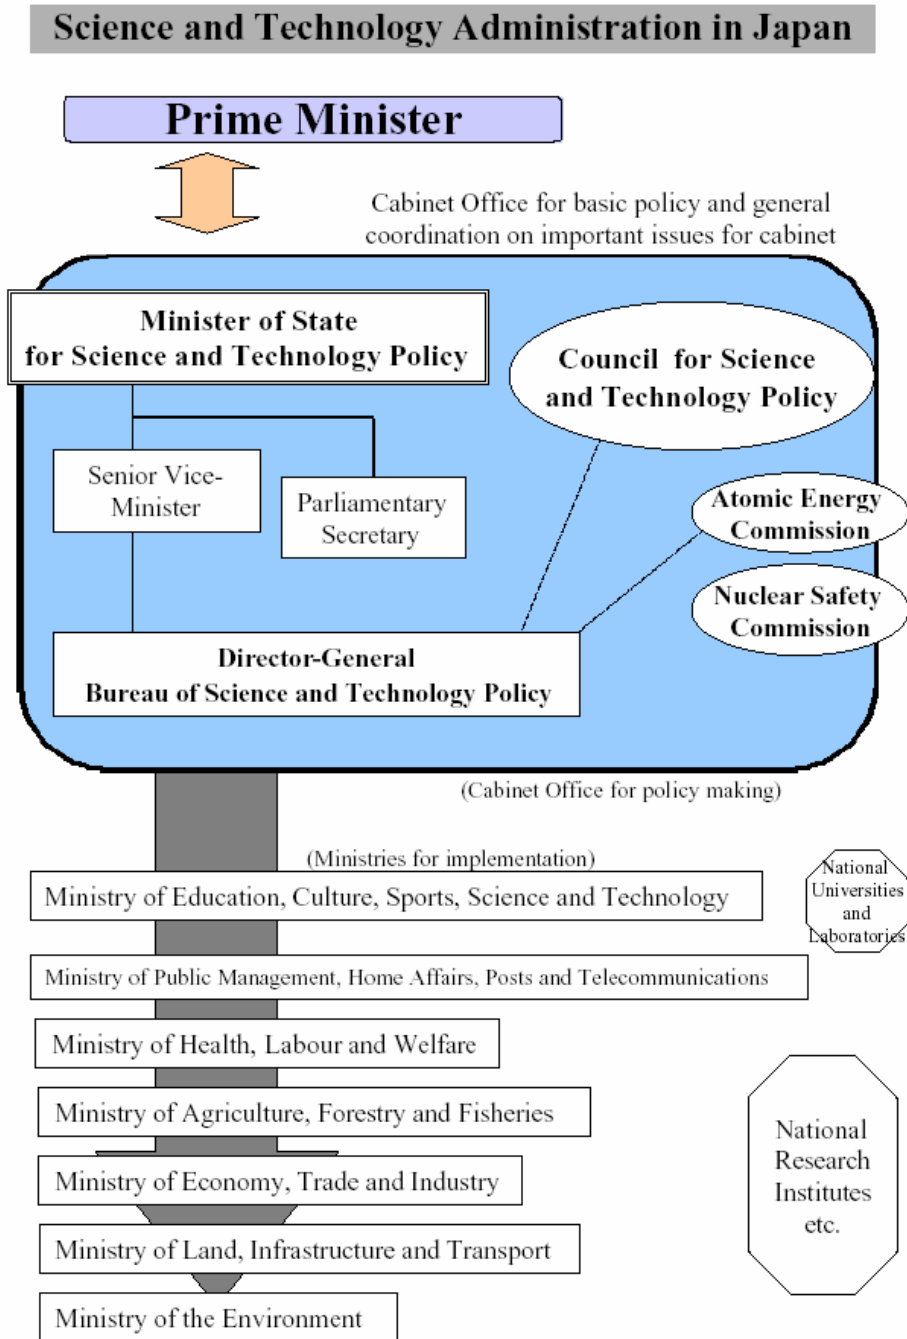 Science and Technology Administration in Japan
Prime Minister
Cabinet Office for basic policy and general
coordination on important issues for cabinet
Minister of State
for Science and Technology Policy
Council for Science
and Technology Policy
Senior Vice-
Minister
Parliamentary
Secretary
Atomic Energy
Commission
Nuclear Safety
Commission
Director-General
Bureau of Science and Technology Policy
(Cabinet Office for policy making)
(Ministries for implementation)
Ministry of Education, Culture, Sports, Science and Technology
National
Universities
and
Laboratories
Ministry of Public Management, Home Affairs, Posts and Telecommunications
Ministry of Health, Labour and Welfare
Ministry of Agriculture, Forestry and Fisheries
Ministry of Economy, Trade and Industry
Ministry of Land, Infrastructure and Transport
Ministry of the Environment
National
Research
Institutes
etc.